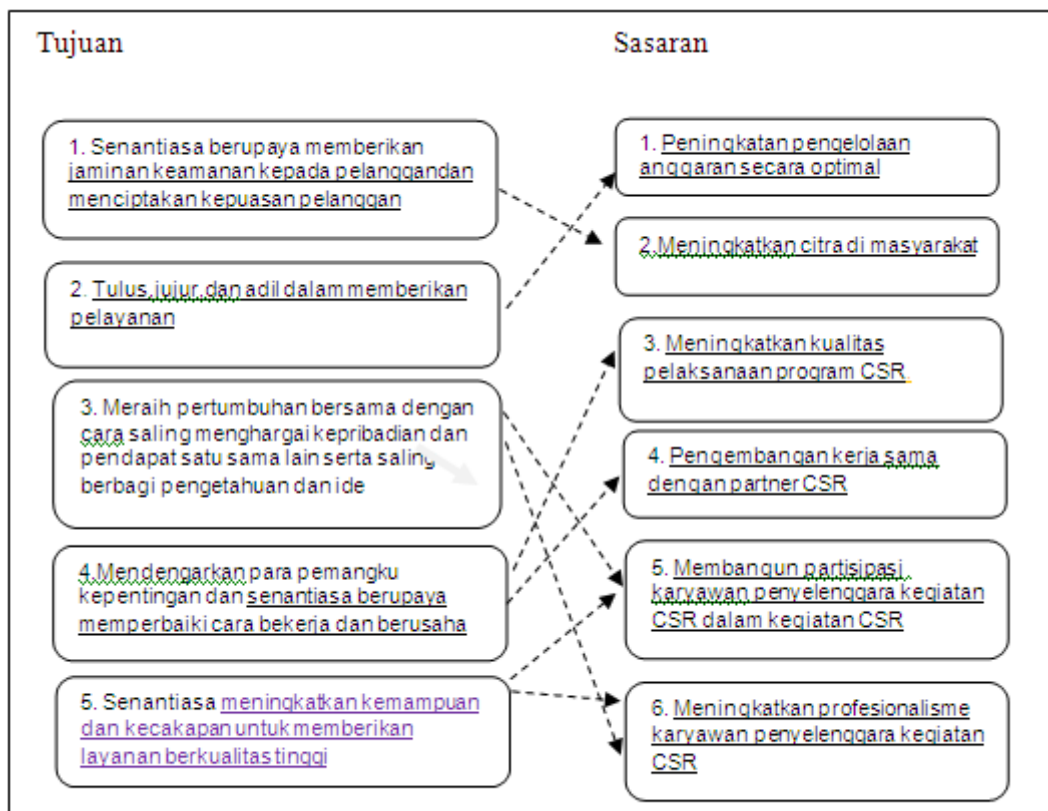 Tujuan
Sasaran
1. Senantiasa berupaya memberikan
jaminan keamanan kepada pelanggandan
menciptakan kepuasan pelanggan
2. Tulus,jujur,dan adil dalam memberikan
pelayanan
3. Meraih pertumbuhan bersama dengan
cara saling menghargai kepribadian dan
pendapat satu sama lain serta saling
berbagi pengetahuan dan ide
4.Mendengarkan para pemangku
kepentingan dan senantiasa berupaya
memperbaiki cara bekerja dan berusaha
5. Senantiasa meningkatkan kemampuan
dan kecakapan untuk memberikan
layanan berkualitas tinggi
1. Peningkatan pengelolaan
anggaran secara optimal
2.Meningkatkan citra di masyarakat
3. Meningkatkan kualitas
pelaksanaan program CSR.
4. Pengembangan kerja sama
dengan partner CSR
5. Membangun partisipasi
karyawan penyelenggara kegiatan
CSR dalam kegiatan CSR
6. Meningkatkan profesionalisme
karyawan penyelenggara kegiatan
CSR